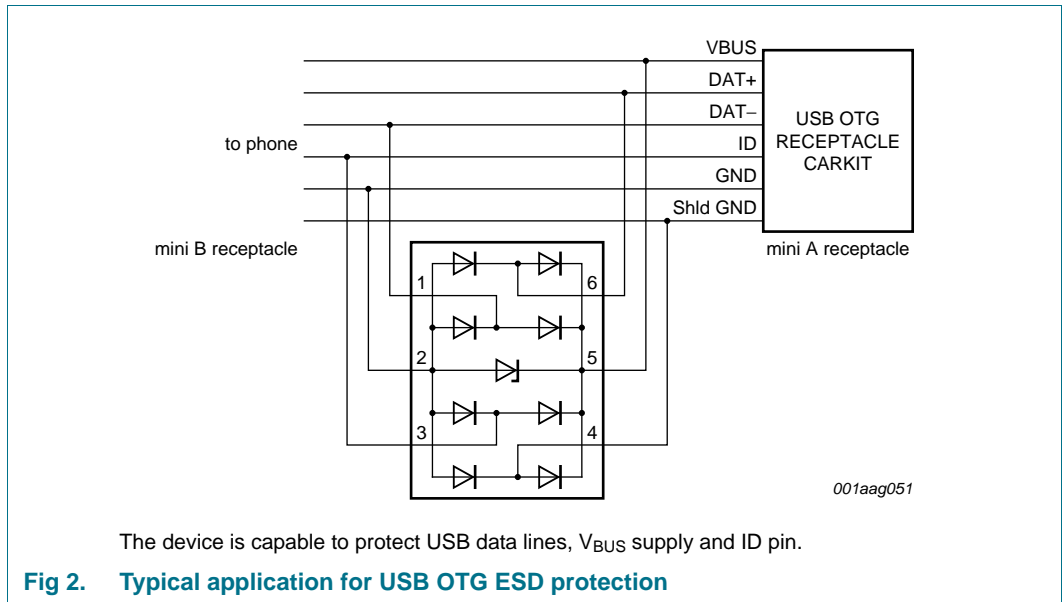 VBUS
DAT+
DAT−
to phone
ID
GND
Shld GND
USB OTG
RECEPTACLE
CARKIT
mini B receptacle
mini A receptacle
1
6
2
5
3
4
001aag051
The device is capable to protect USB data lines, VBUS supply and ID pin.
Fig 2. Typical application for USB OTG ESD protection